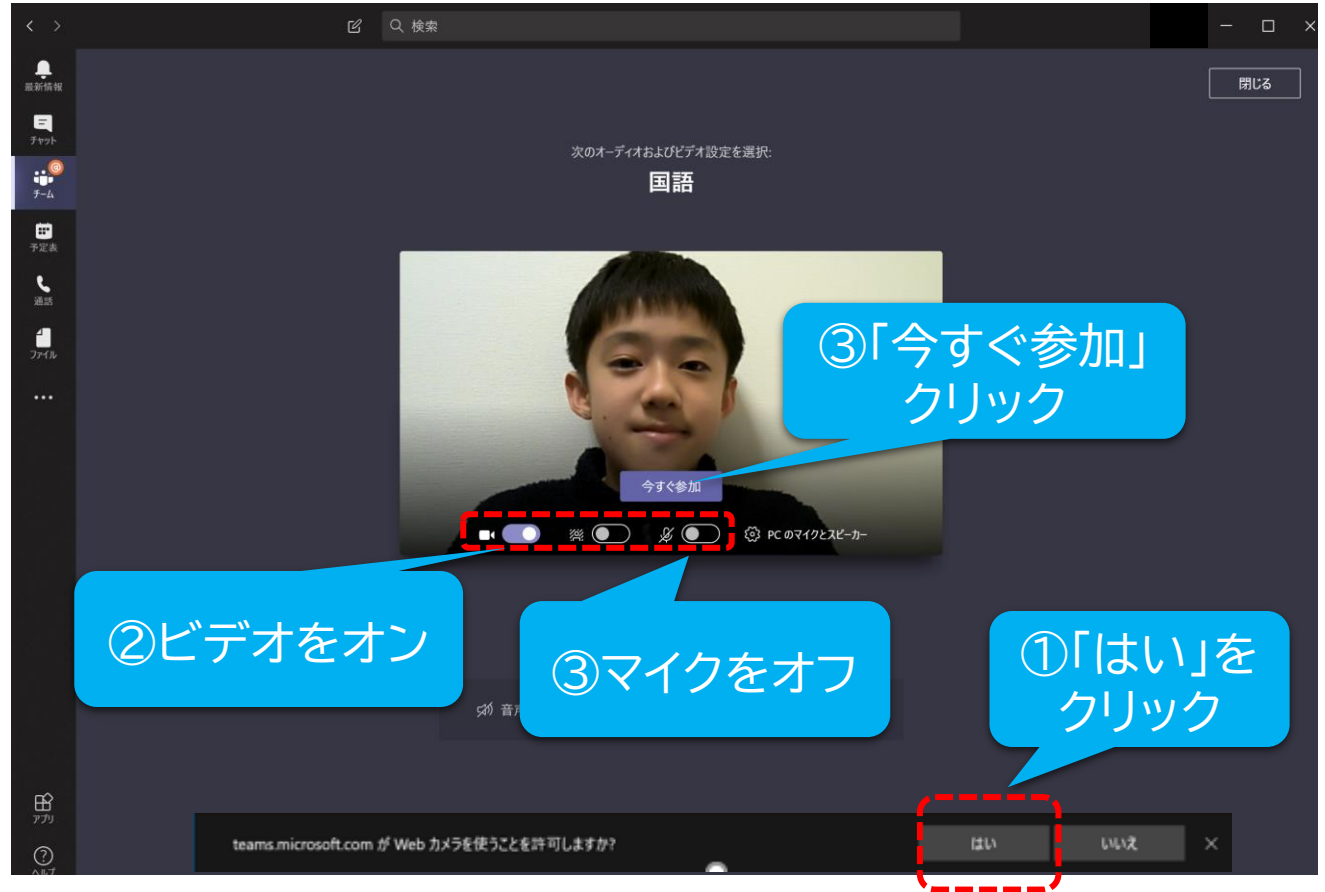 検索
最新情報
チャット
チーム
予定表
通話
ファイル
閉じる
次のオーディオおよびビデオ設定を選択:
国語
③「今すぐ参加」
クリック
今すぐ参加
PC のマイクとスピーカー
②ビデオをオン
③マイクをオフ
①「はい」を
クリック
音声
アプリ
ヘルプ
teams.microsoft.com が Web カメラを使うことを許可しますか?
はい
いいえ